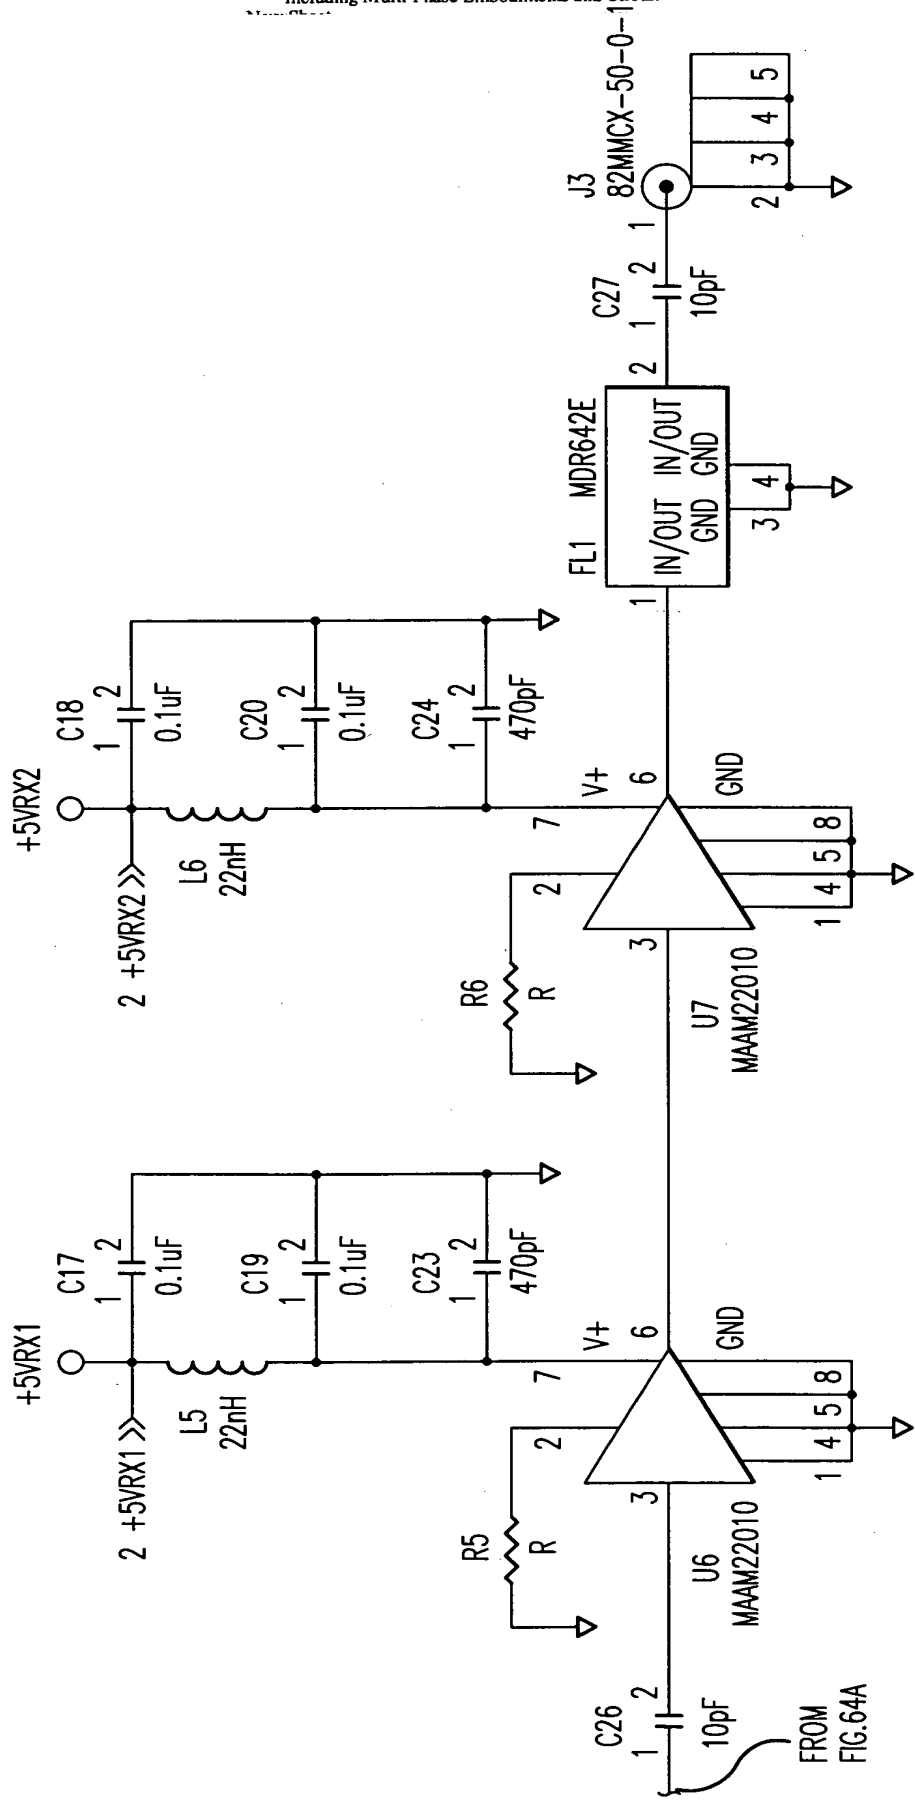 +5VRX1
2 +5VRX1
C17
1 2
0.1uF
L5
22nH
C19
1 2
0.1uF
C23
1 2
470pF
R5
R
2
7
V+
3
6
GND
1 4 5 8
U6
MAAM22010
C26
1 2
10pF
FROM
FIG.64A
+5VRX2
2 +5VRX2
C18
1 2
0.1uF
L6
22nH
C20
1 2
0.1uF
C24
1 2
470pF
R6
R
2
7
V+
3
6
GND
1 4 5 8
U7
MAAM22010
FL1 MDR642E
1
2
IN/OUT IN/OUT
GND GND
3 4
C27
1 2
10pF
J3
82MMCX-50-0-1
1
2 3 4 5